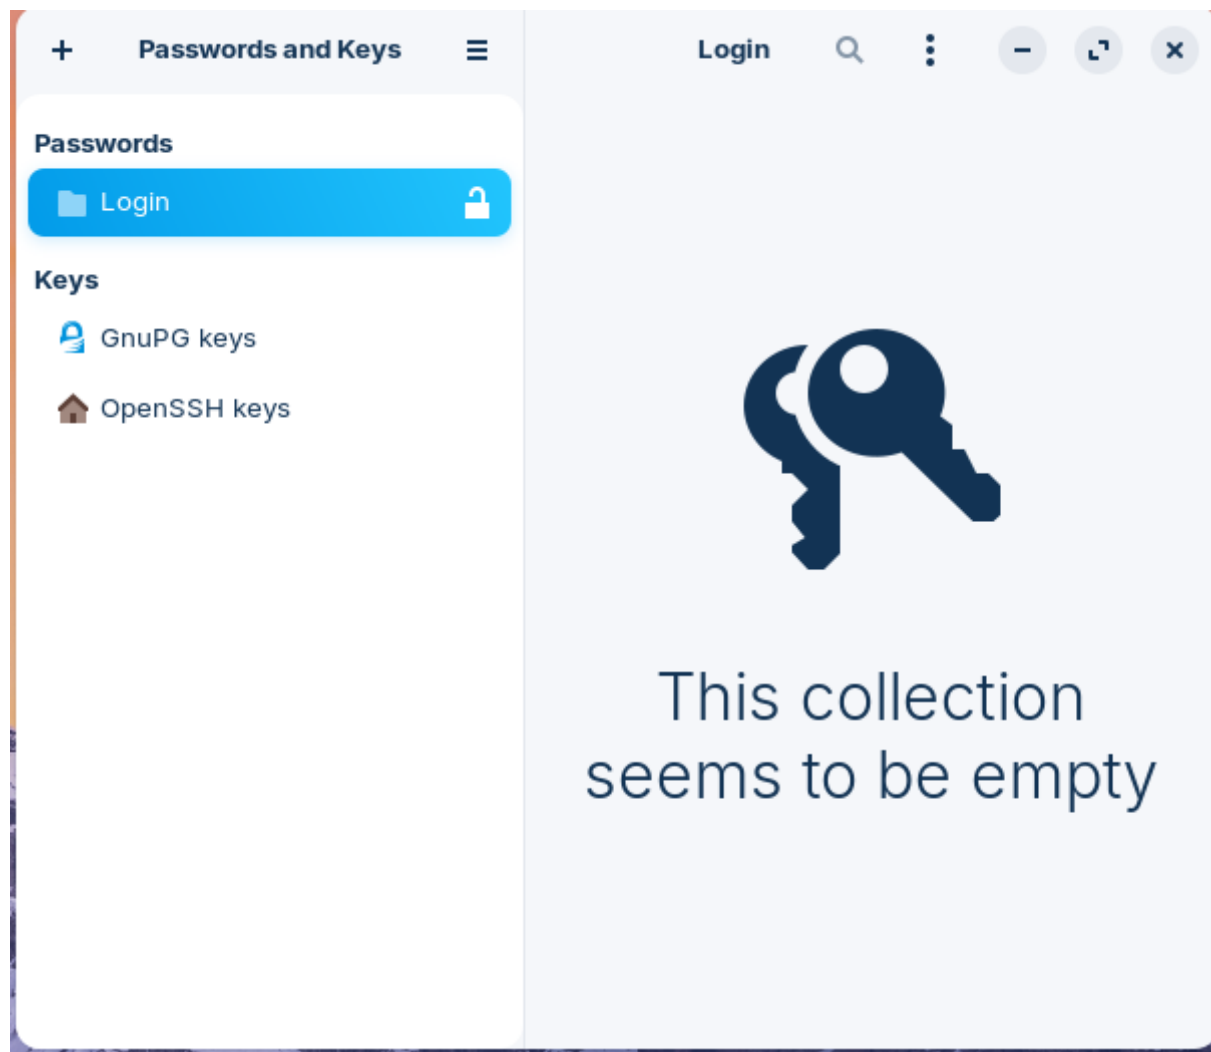 Passwords and Keys
Login
Passwords
Login
Keys
GnuPG keys
OpenSSH keys
This collection
seems to be empty